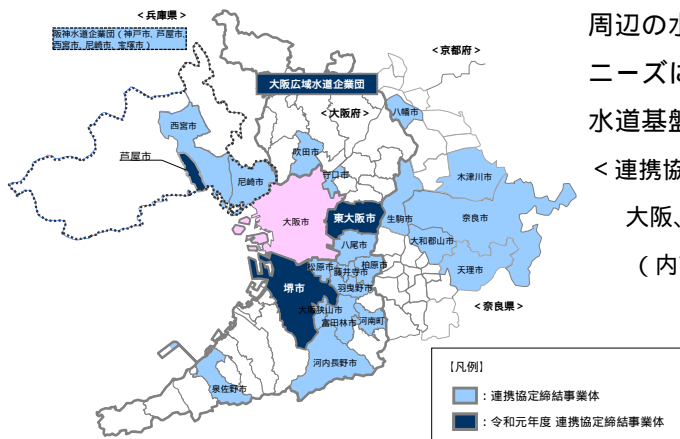 ＜兵庫県＞
阪神水道企業団（神戸市、芦屋市、
西宮市、尼崎市、宝塚市）
＜京都府＞
大阪広域水道企業団
＜大阪府＞
八幡市
西宮市
芦屋市
吹田市
守口市
尼崎市
木津川市
大阪市
東大阪市
生駒市
奈良市
八尾市
大和郡山市
松原市
柏原市
藤井寺市
天理市
堺市
羽曳野市
＜奈良県＞
大阪狭山市
富田林市
河南町
河内長野市
泉佐野市
周辺の水
ニーズに
水道基盤
＜連携協
大阪、
（内
【凡例】
：連携協定締結事業体
：令和元年度 連携協定締結事業体